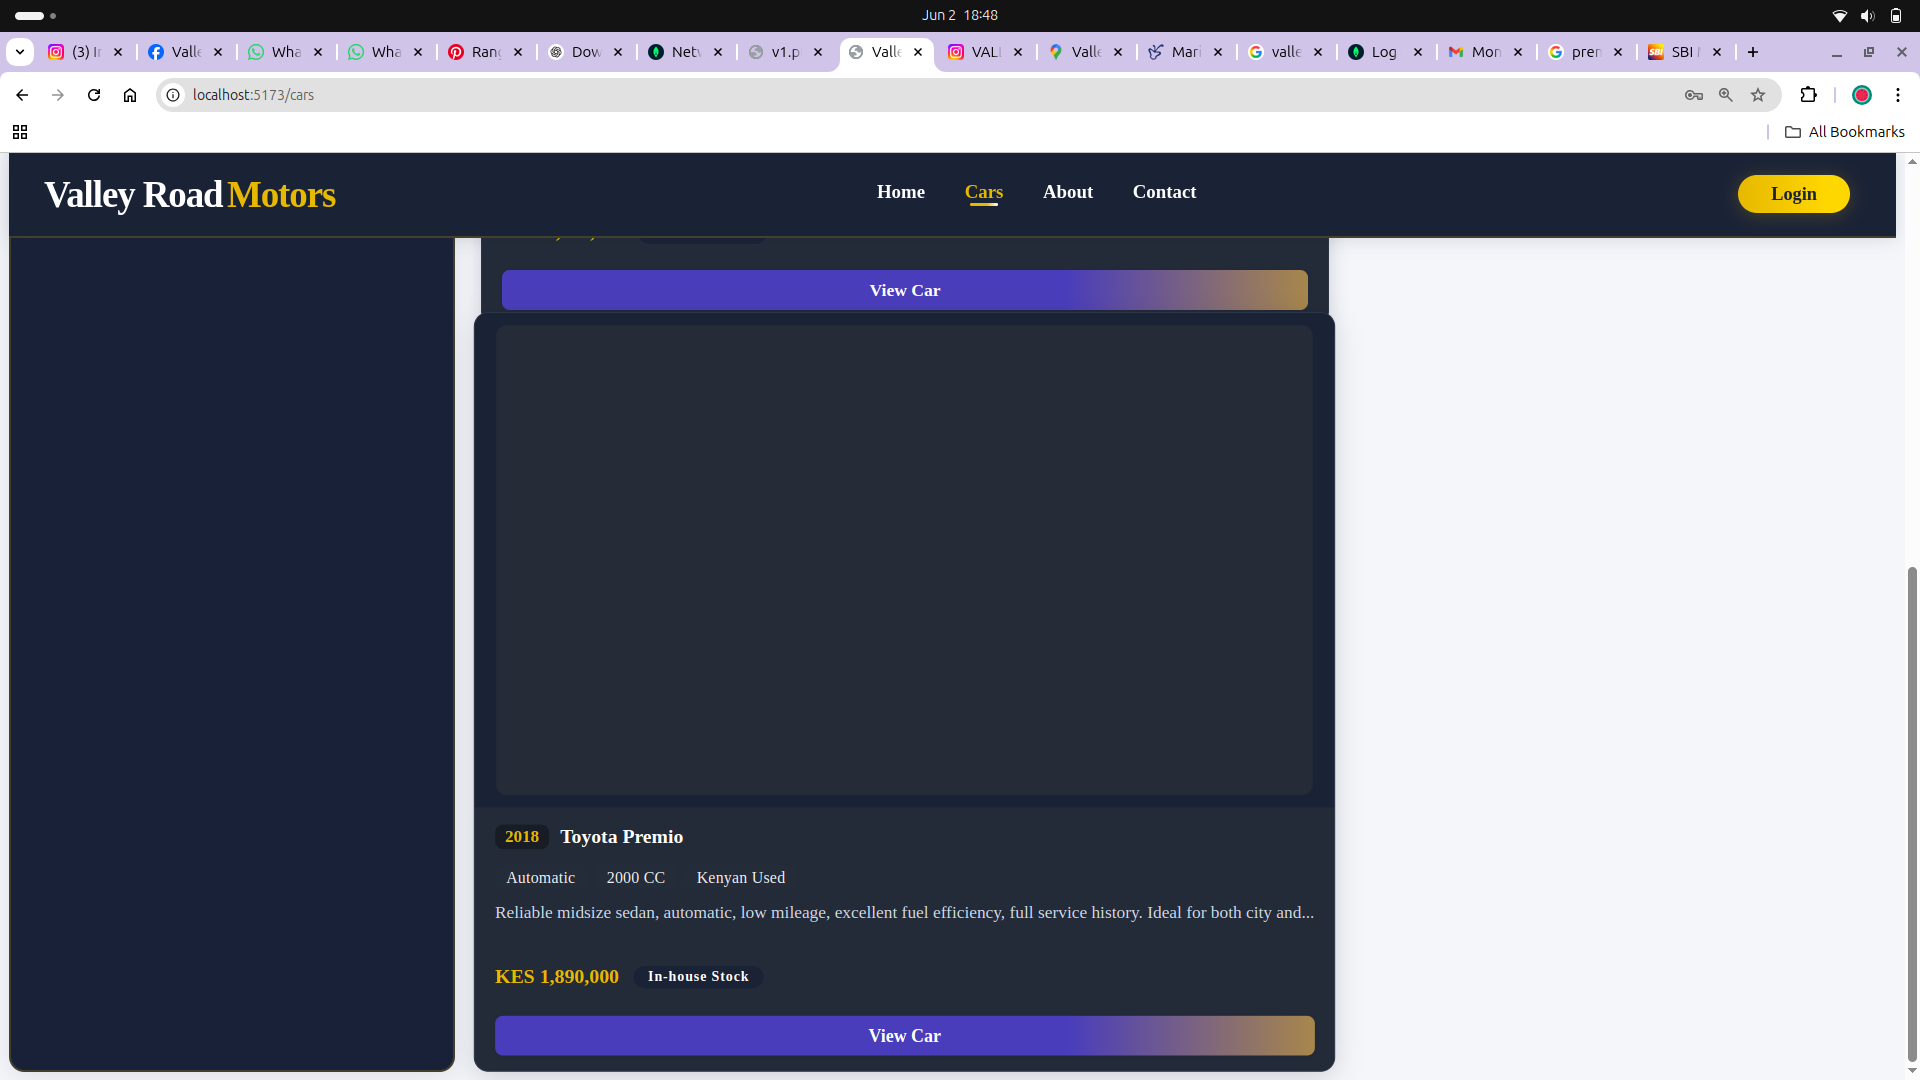 Jun 2 18:48
(3) I
Valle
Wha
Wha
Rang
Dow
Netw
v1.p
Valle
VALL
Valle
Mari
valle
Log
Mon
pren
SBI
localhost:5173/cars
All Bookmarks
Valley Road Motors
Home
Cars
About
Contact
Login
View Car
2018 Toyota Premio
Automatic 2000 CC Kenyan Used
Reliable midsize sedan, automatic, low mileage, excellent fuel efficiency, full service history. Ideal for both city and...
KES 1,890,000 In-house Stock
View Car